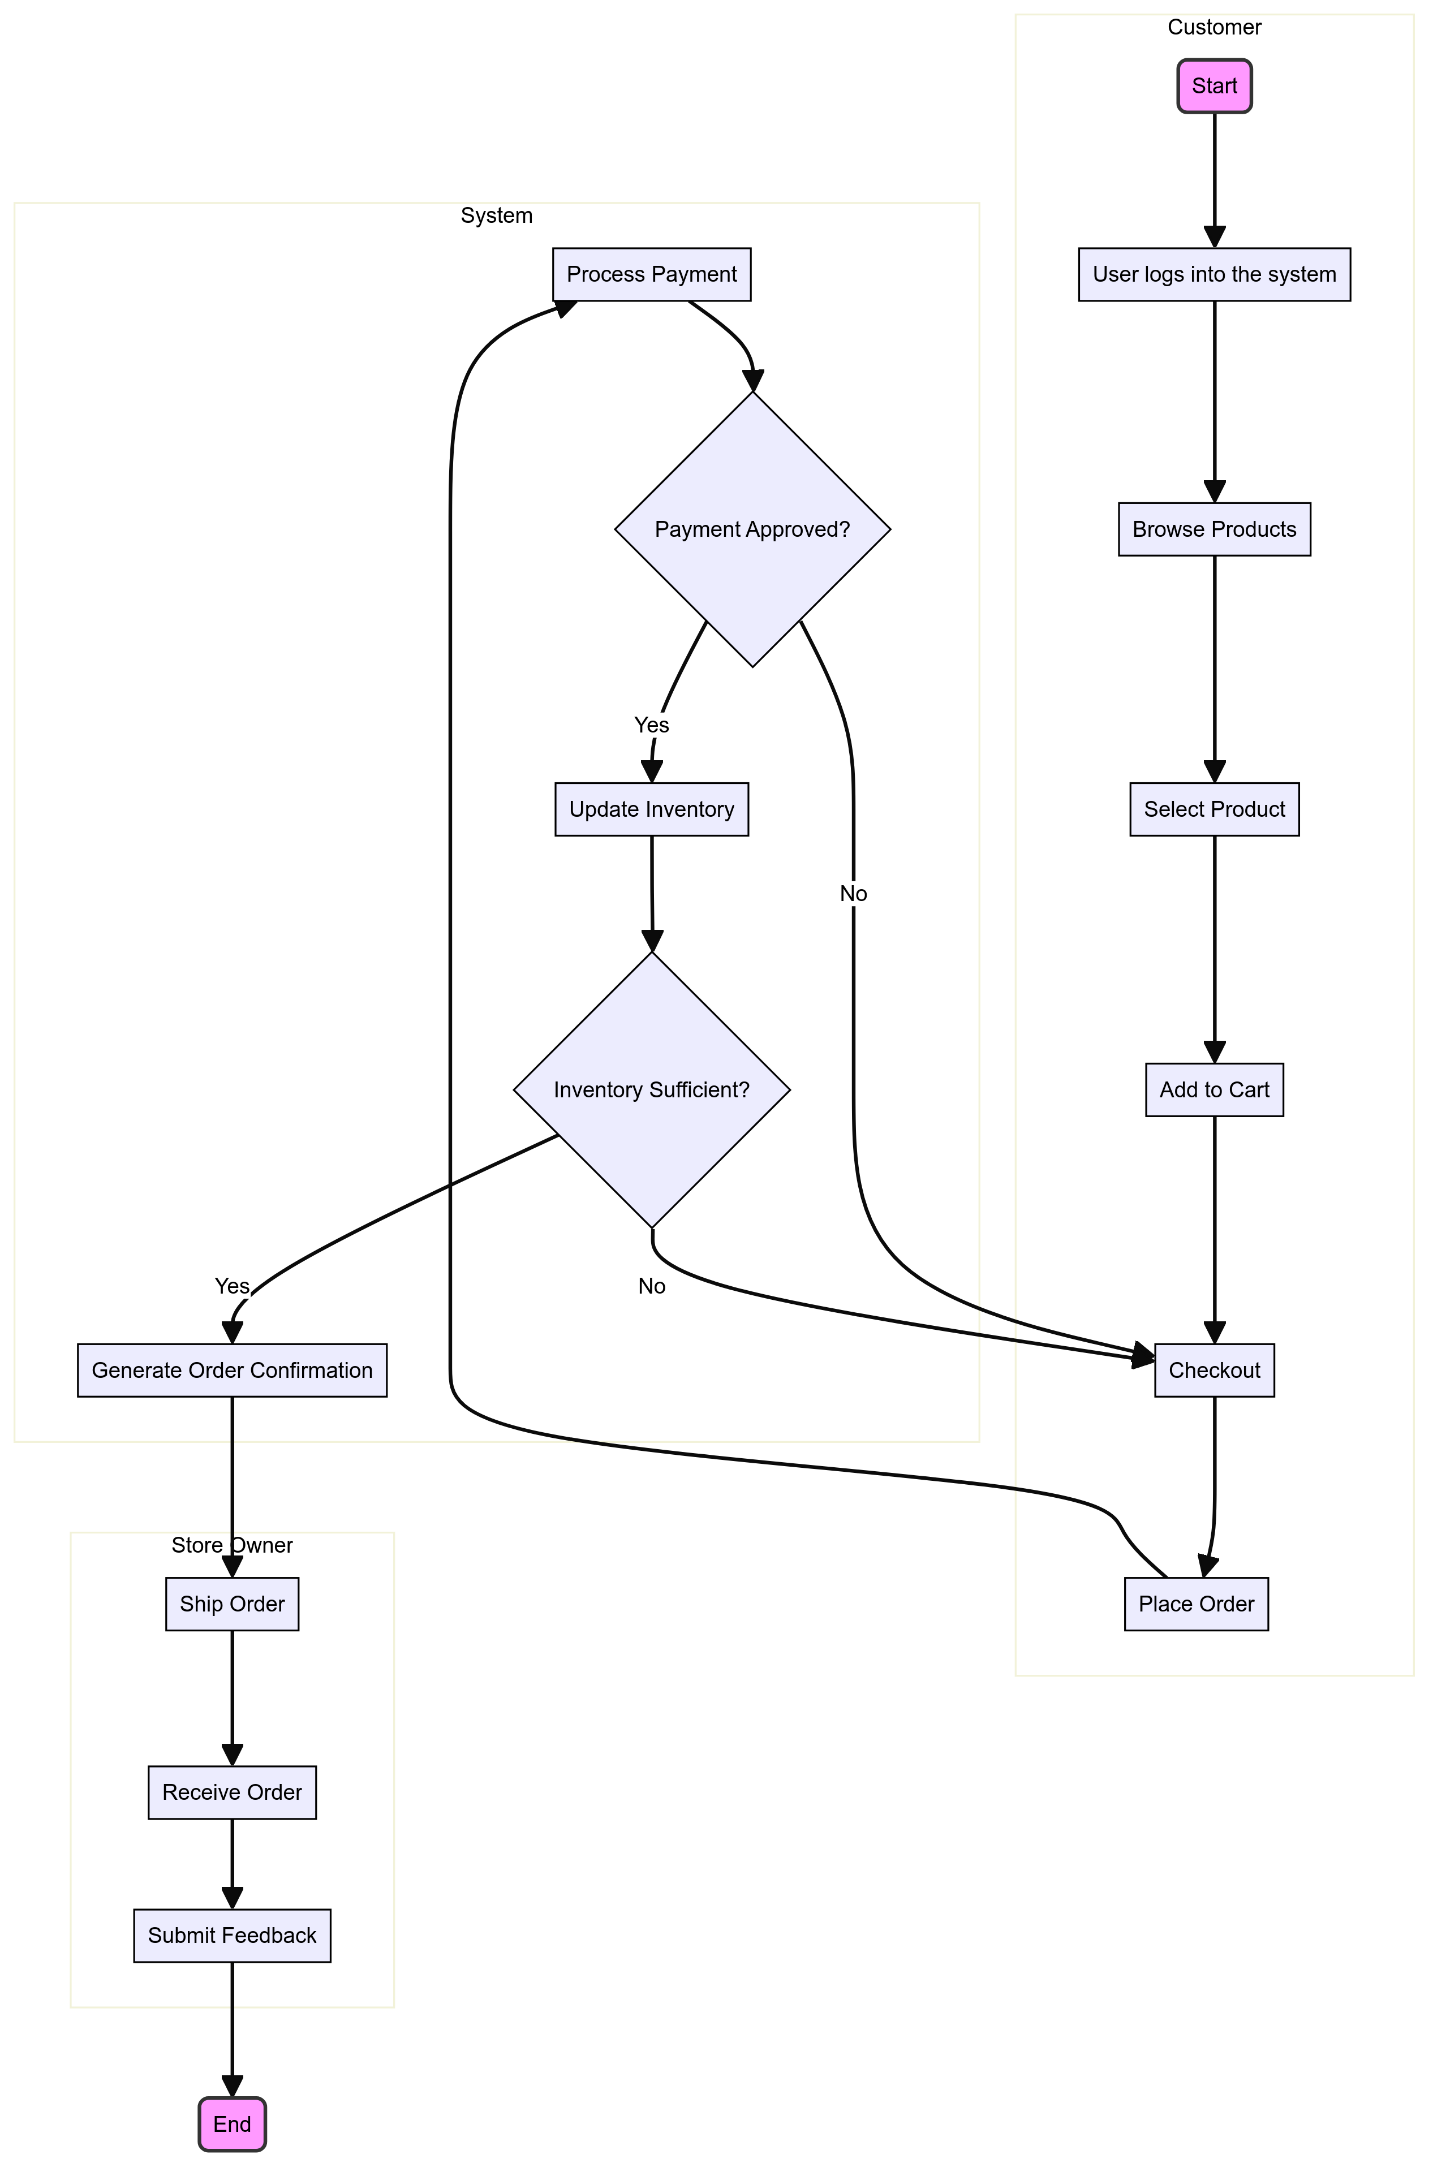 Customer
Start
System
Process Payment
User logs into the system
Payment Approved?
Browse Products
Yes
Update Inventory
Select Product
No
Inventory Sufficient?
Add to Cart
Yes
No
Generate Order Confirmation
Checkout
Store Owner
Ship Order
Place Order
Receive Order
Submit Feedback
End